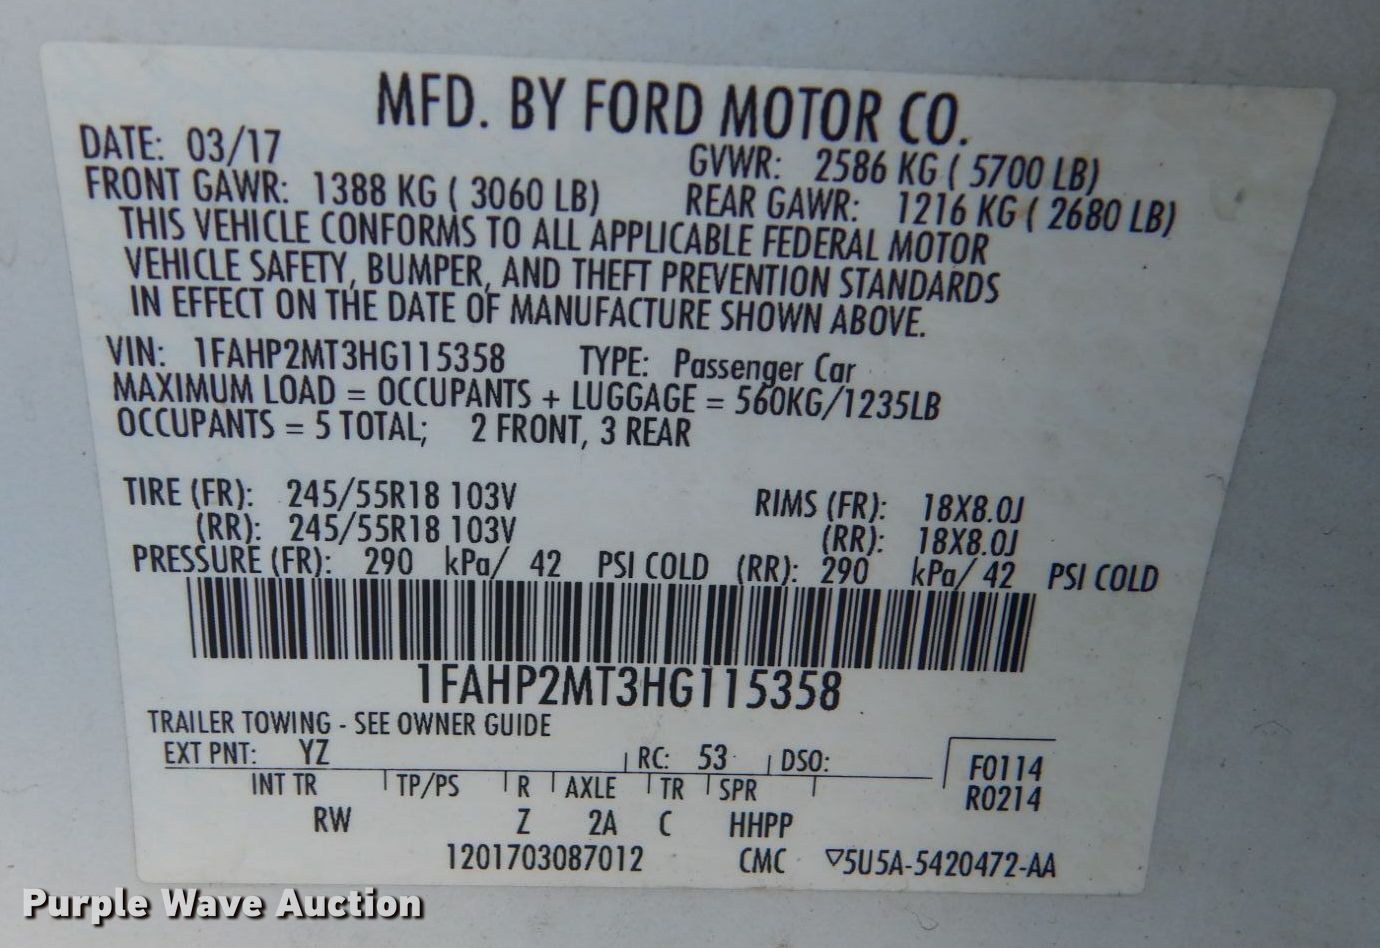 MFD. BY FORD MOTOR CO.
DATE: 03/17 GVWR: 2586 KG ( 5700 LB)
FRONT GAWR: 1388 KG ( 3060 LB) REAR GAWR: 1216 KG ( 2680 LB)
THIS VEHICLE CONFORMS TO ALL APPLICABLE FEDERAL MOTOR
VEHICLE SAFETY, BUMPER, AND THEFT PREVENTION STANDARDS
IN EFFECT ON THE DATE OF MANUFACTURE SHOWN ABOVE.
VIN: 1FAHP2MT3HG115358 TYPE: Passenger Car
MAXIMUM LOAD = OCCUPANTS + LUGGAGE = 560KG/1235LB
OCCUPANTS = 5 TOTAL; 2 FRONT, 3 REAR
TIRE (FR): 245/55R18 103V RIMS (FR): 18X8.0J
(RR): 245/55R18 103V (RR): 18X8.0J
PRESSURE (FR): 290 kPa/ 42 PSI COLD (RR): 290 kPa/ 42 PSI COLD
1FAHP2MT3HG115358
TRAILER TOWING - SEE OWNER GUIDE
EXT PNT: YZ RC: 53 DSO: F0114
INT TR TP/PS R AXLE TR SPR R0214
RW Z 2A C HHPP
1201703087012 CMC ▽5U5A-5420472-AA
Purple Wave Auction